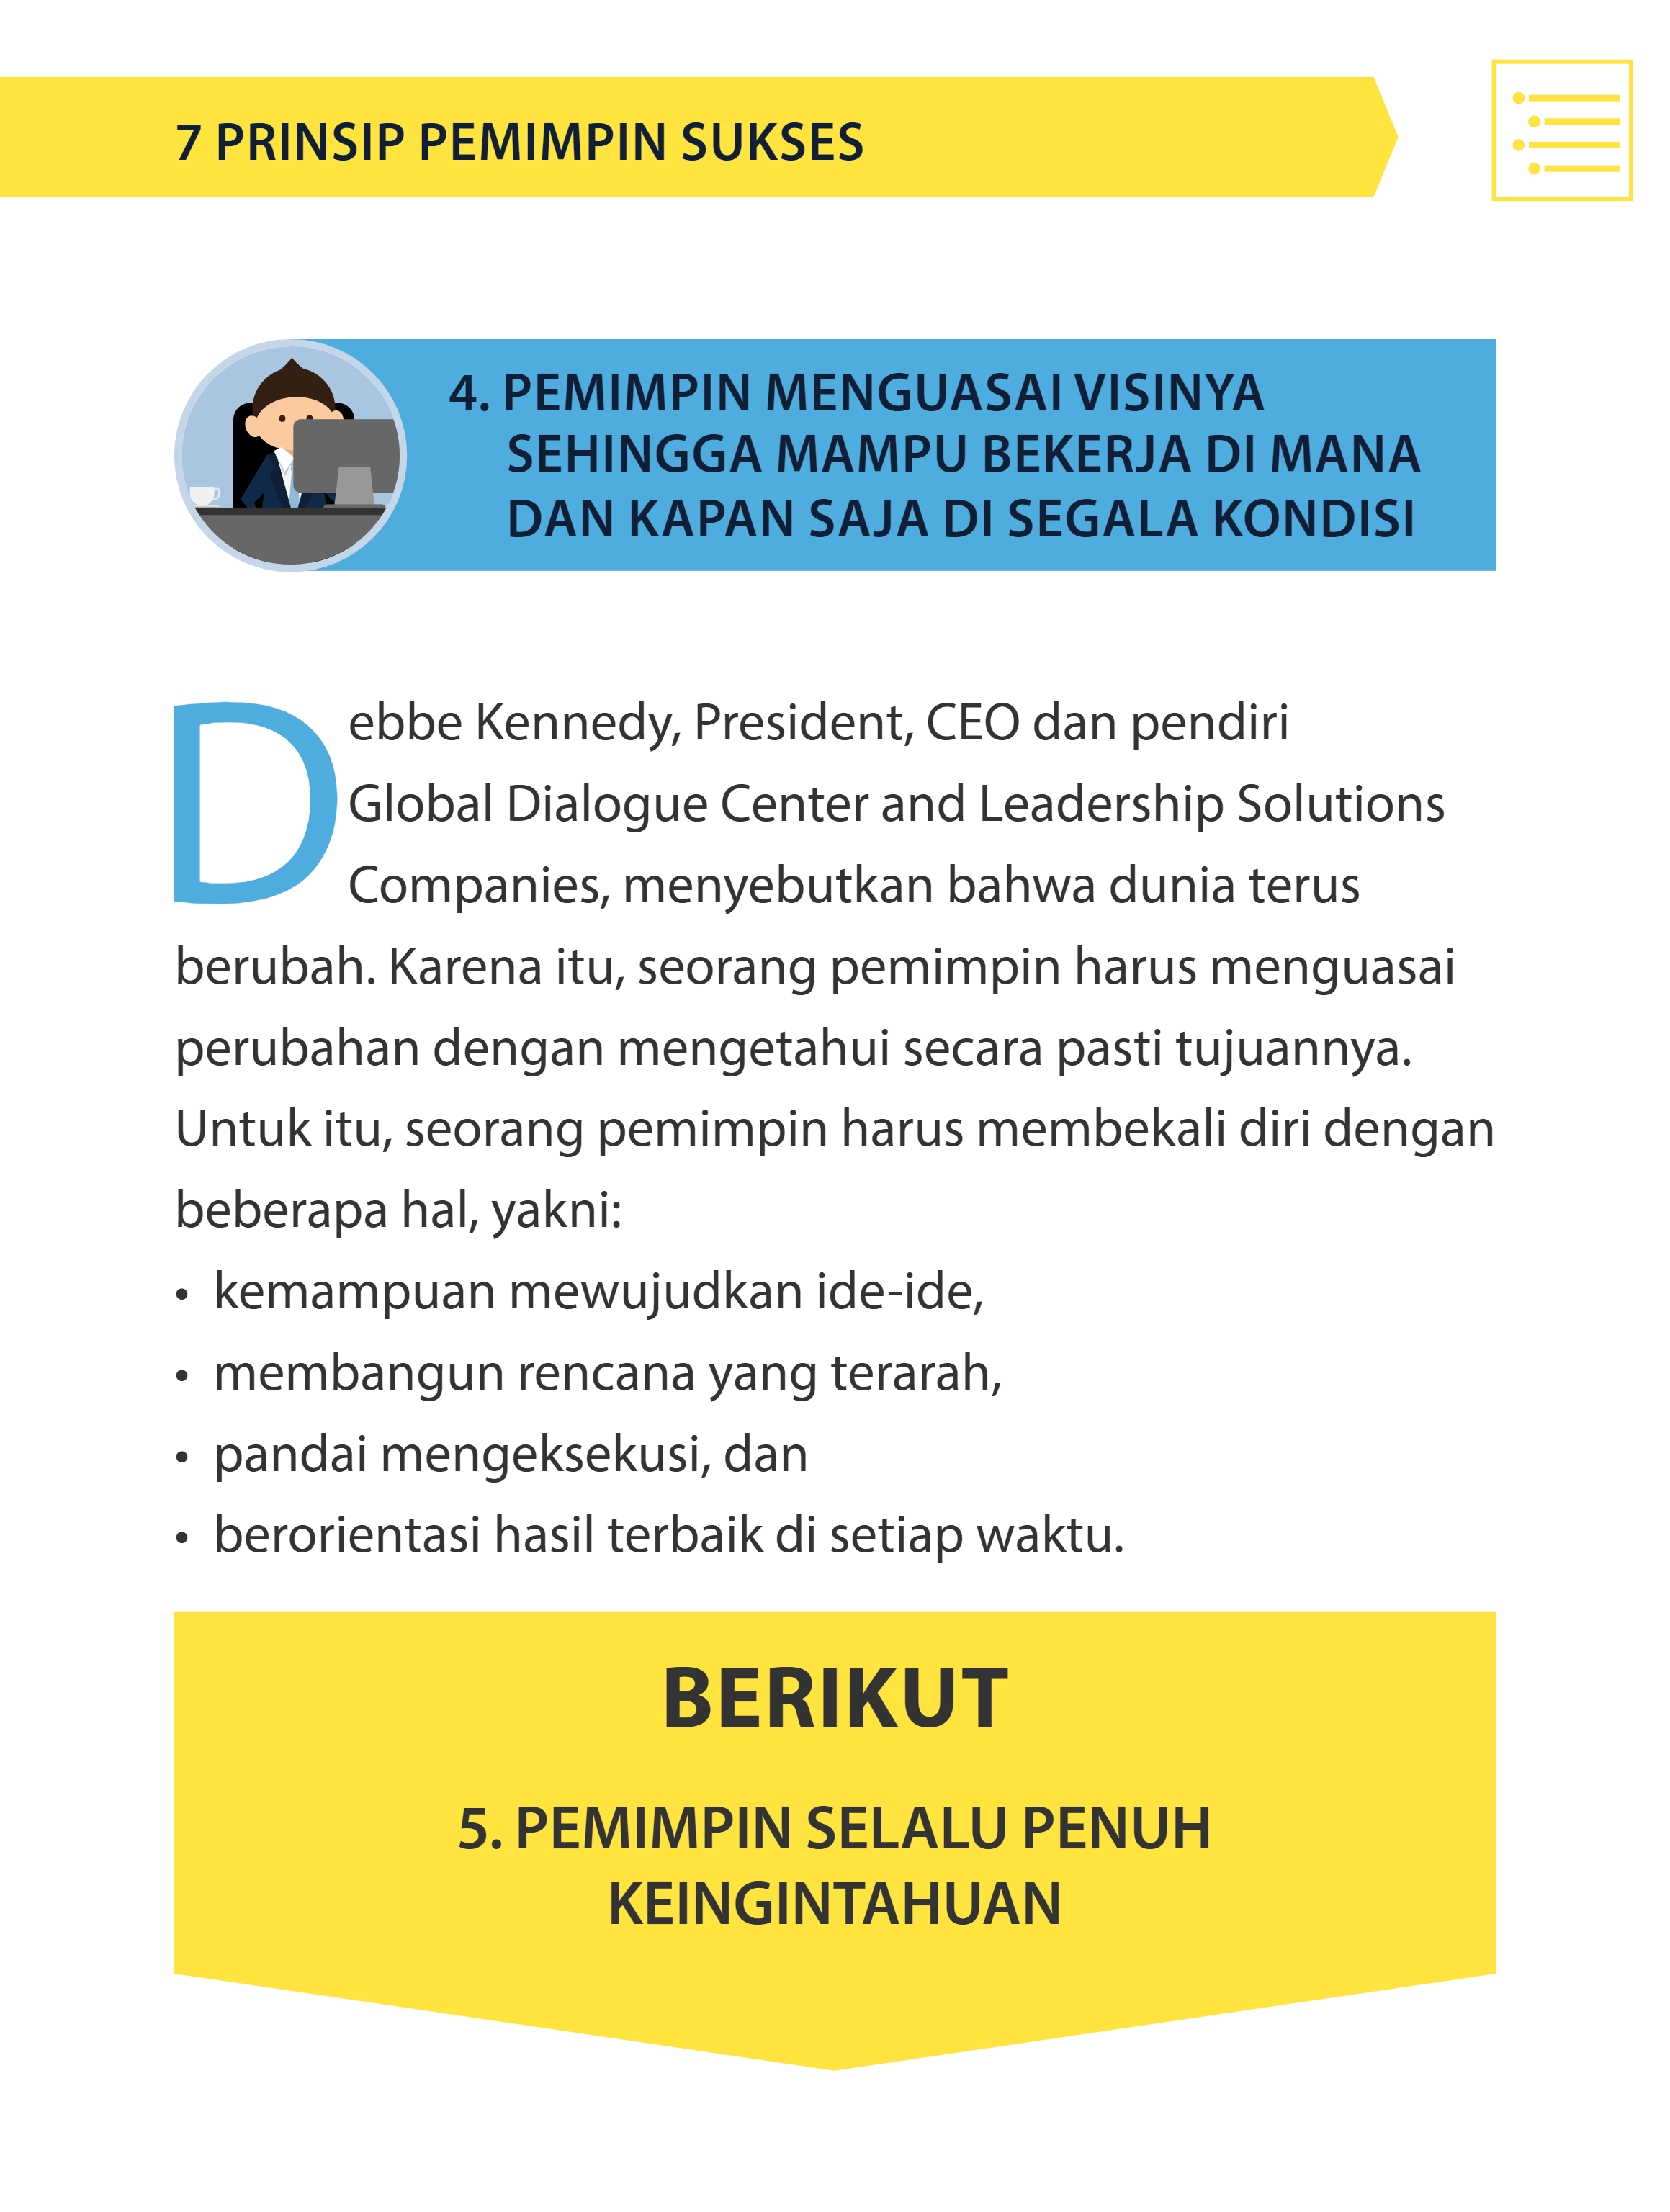 7 PRINSIP PEMIMPIN SUKSES
4. PEMIMPIN MENGUASAI VISINYA
SEHINGGA MAMPU BEKERJA DI MANA
DAN KAPAN SAJA DI SEGALA KONDISI
Debbe Kennedy, President, CEO dan pendiri
Global Dialogue Center and Leadership Solutions
Companies, menyebutkan bahwa dunia terus
berubah. Karena itu, seorang pemimpin harus menguasai
perubahan dengan mengetahui secara pasti tujuannya.
Untuk itu, seorang pemimpin harus membekali diri dengan
beberapa hal, yakni:
• kemampuan mewujudkan ide-ide,
• membangun rencana yang terarah,
• pandai mengeksekusi, dan
• berorientasi hasil terbaik di setiap waktu.
BERIKUT
5. PEMIMPIN SELALU PENUH
KEINGINTAHUAN